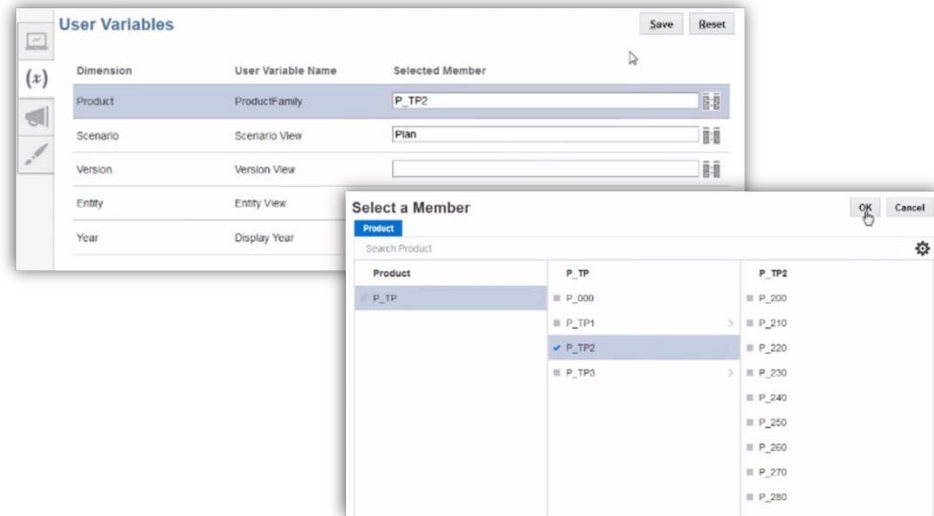 User Variables
Save Reset
(x)
Dimension User Variable Name Selected Member
Product ProductFamily P_TP2
Scenario Scenario View Plan
Version Version View
Entity Entity View
Year Display Year
Select a Member
OK Cancel
Product
Search Product
Product P_TP P_TP2
P_TP P_000 P_200
P_TP1 P_210
P_TP2 P_220
P_TP3 P_230
P_240
P_250
P_260
P_270
P_280